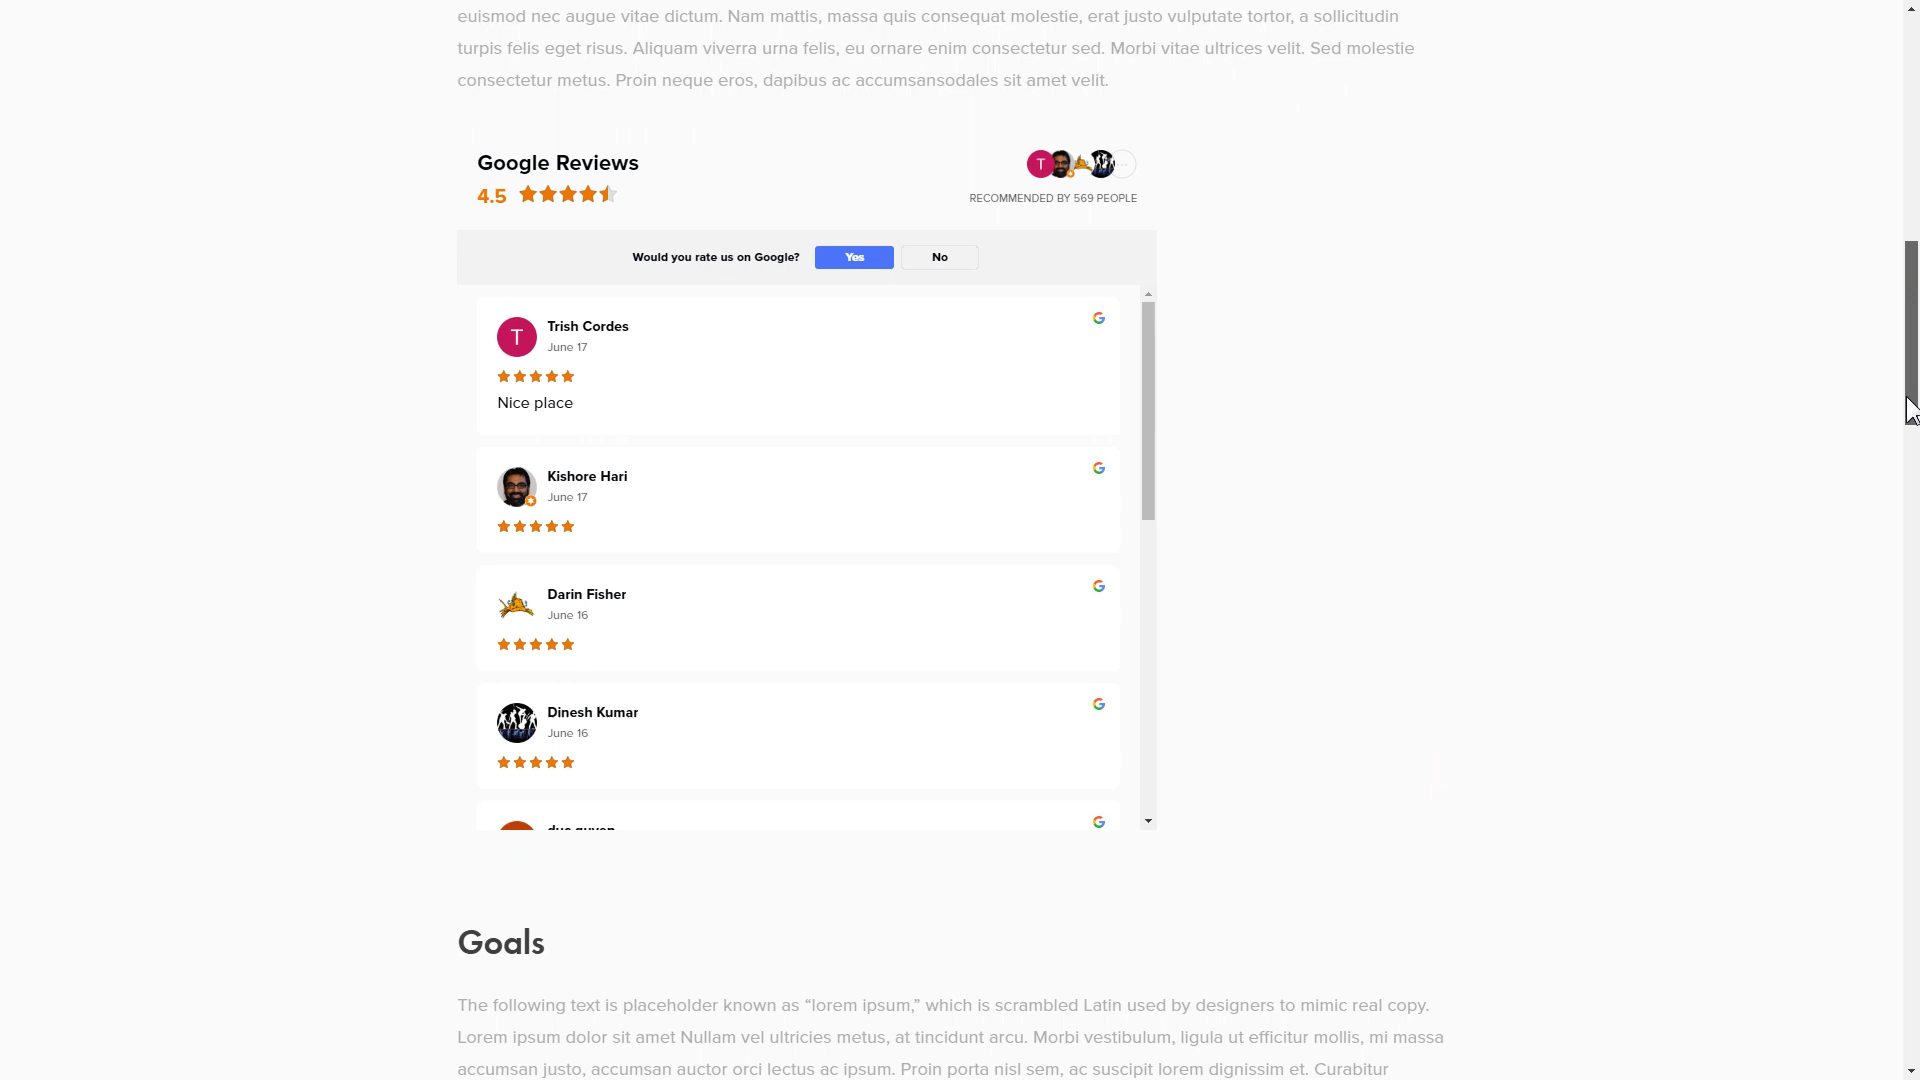 euismod nec augue vitae dictum. Nam mattis, massa quis consequat molestie, erat justo vulputate tortor, a sollicitudin
turpis felis eget risus. Aliquam viverra urna felis, eu ornare enim consectetur sed. Morbi vitae ultrices velit. Sed molestie
consectetur metus. Proin neque eros, dapibus ac accumsansodales sit amet velit.
Google Reviews
T
4.5
RECOMMENDED BY 569 PEOPLE
Would you rate us on Google? Yes No
T
Trish Cordes
June 17
Nice place
Kishore Hari
June 17
Darin Fisher
June 16
Dinesh Kumar
June 16
Goals
The following text is placeholder known as “lorem ipsum,” which is scrambled Latin used by designers to mimic real copy.
Lorem ipsum dolor sit amet Nullam vel ultricies metus, at tincidunt arcu. Morbi vestibulum, ligula ut efficitur mollis, mi massa
accumsan justo, accumsan auctor orci lectus ac ipsum. Proin porta nisl sem, ac suscipit lorem dignissim et. Curabitur